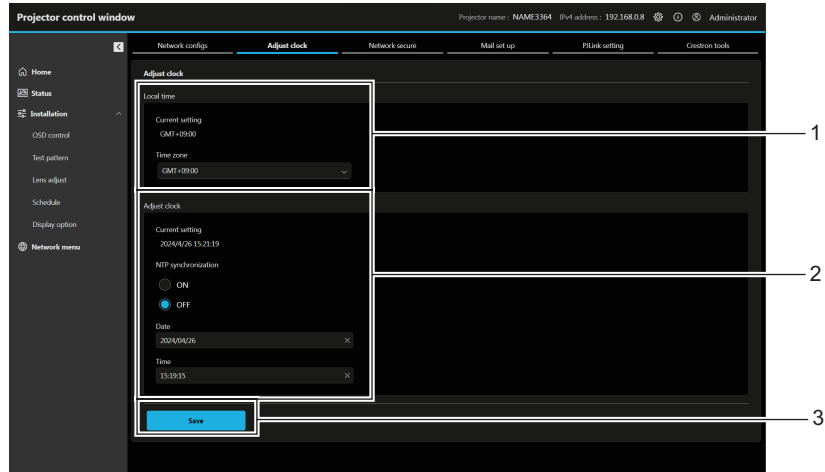 Projector control window
Projector name : NAME3364 IPv4 address : 192.168.0.8 Administrator
Network configs Adjust clock Network secure Mail set up PJLink setting Crestron tools
Home
Status
Installation
OSD control
Test pattern
Lens adjust
Schedule
Display option
Network menu
Adjust clock
Local time
Current setting
GMT+09:00
Time zone
GMT+09:00
1
Adjust clock
Current setting
2024/4/26 15:21:19
NTP synchronization
ON
OFF
Date
2024/04/26
Time
15:19:15
2
Save
3